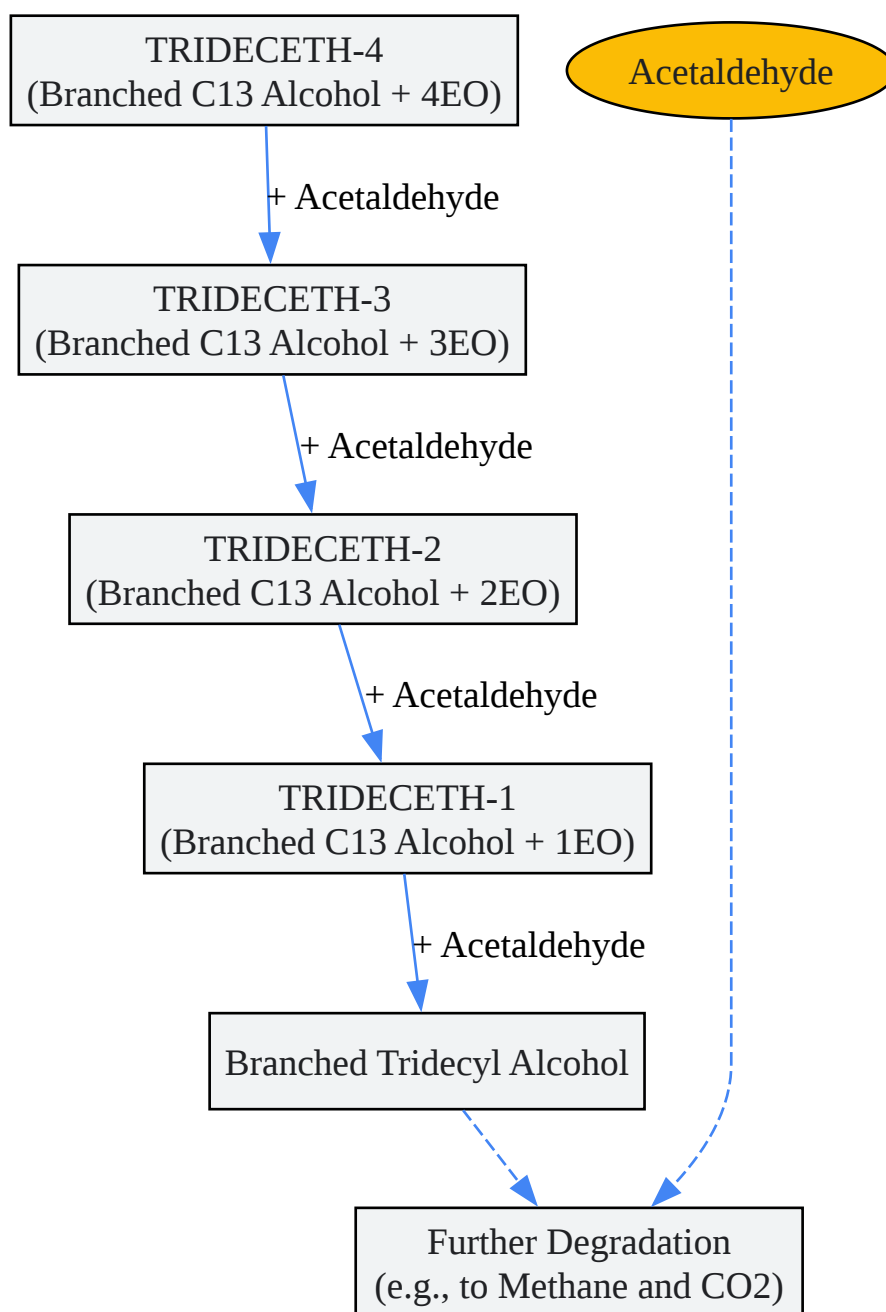 TRIDECETH-4
(Branched C13 Alcohol + 4EO)
Acetaldehyde
+ Acetaldehyde
TRIDECETH-3
(Branched C13 Alcohol + 3EO)
+ Acetaldehyde
TRIDECETH-2
(Branched C13 Alcohol + 2EO)
+ Acetaldehyde
TRIDECETH-1
(Branched C13 Alcohol + 1EO)
+ Acetaldehyde
Branched Tridecyl Alcohol
Further Degradation
(e.g., to Methane and CO2)